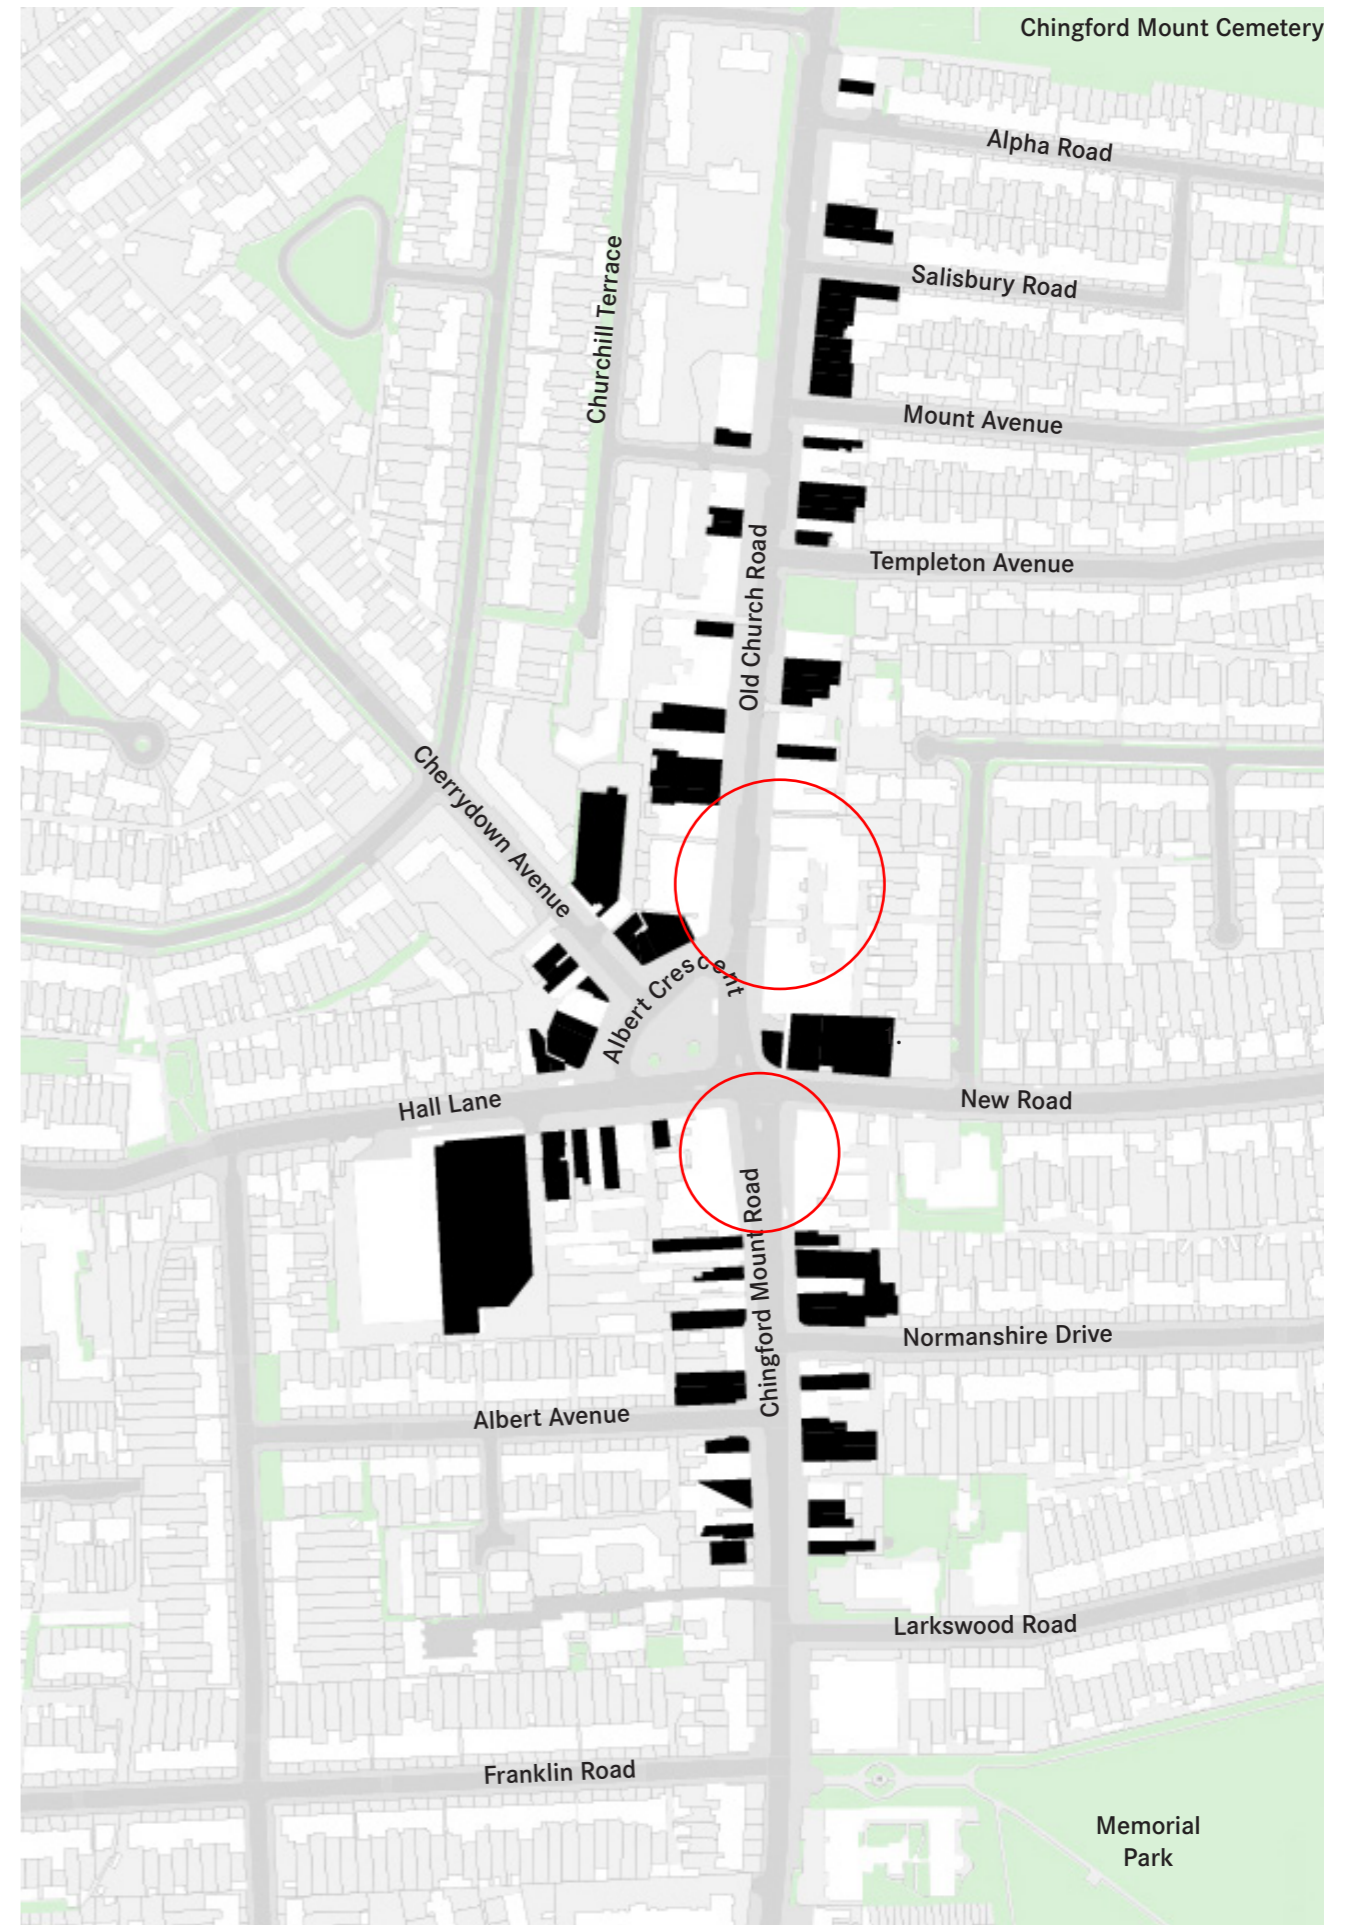 Chingford Mount Cemetery
Alpha Road
Salisbury Road
Churchill Terrace
Mount Avenue
Templeton Avenue
Old Church Road
Cherrydown Avenue
Albert Crescent
Hall Lane
New Road
Chingford Mount Road
Normanshire Drive
Albert Avenue
Larkswood Road
Franklin Road
Memorial
Park